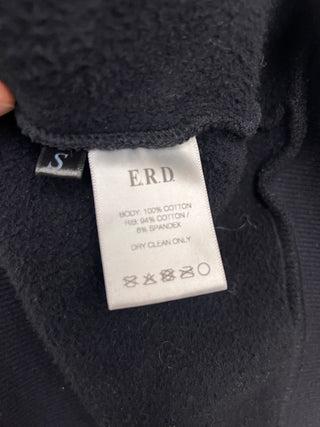 S
E.R.D.
BODY: 100% COTTON
RIB: 94% COTTON /
6% SPANDEX
DRY CLEAN ONLY